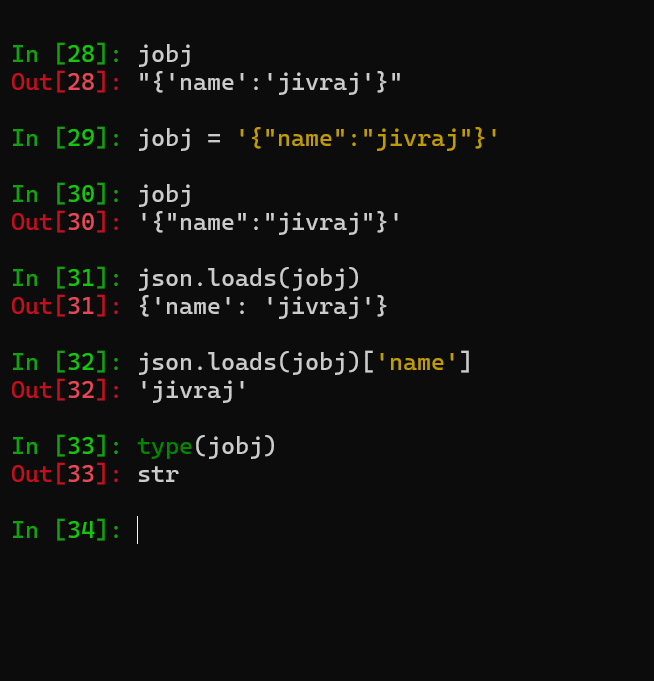 In [28]: jobj
Out[28]: "{'name':'jivraj'}"
In [29]: jobj = '{"name":"jivraj"}'
In [30]: jobj
Out[30]: '{"name":"jivraj"}'
In [31]: json.loads(jobj)
Out[31]: {'name': 'jivraj'}
In [32]: json.loads(jobj)['name']
Out[32]: 'jivraj'
In [33]: type(jobj)
Out[33]: str
In [34]: